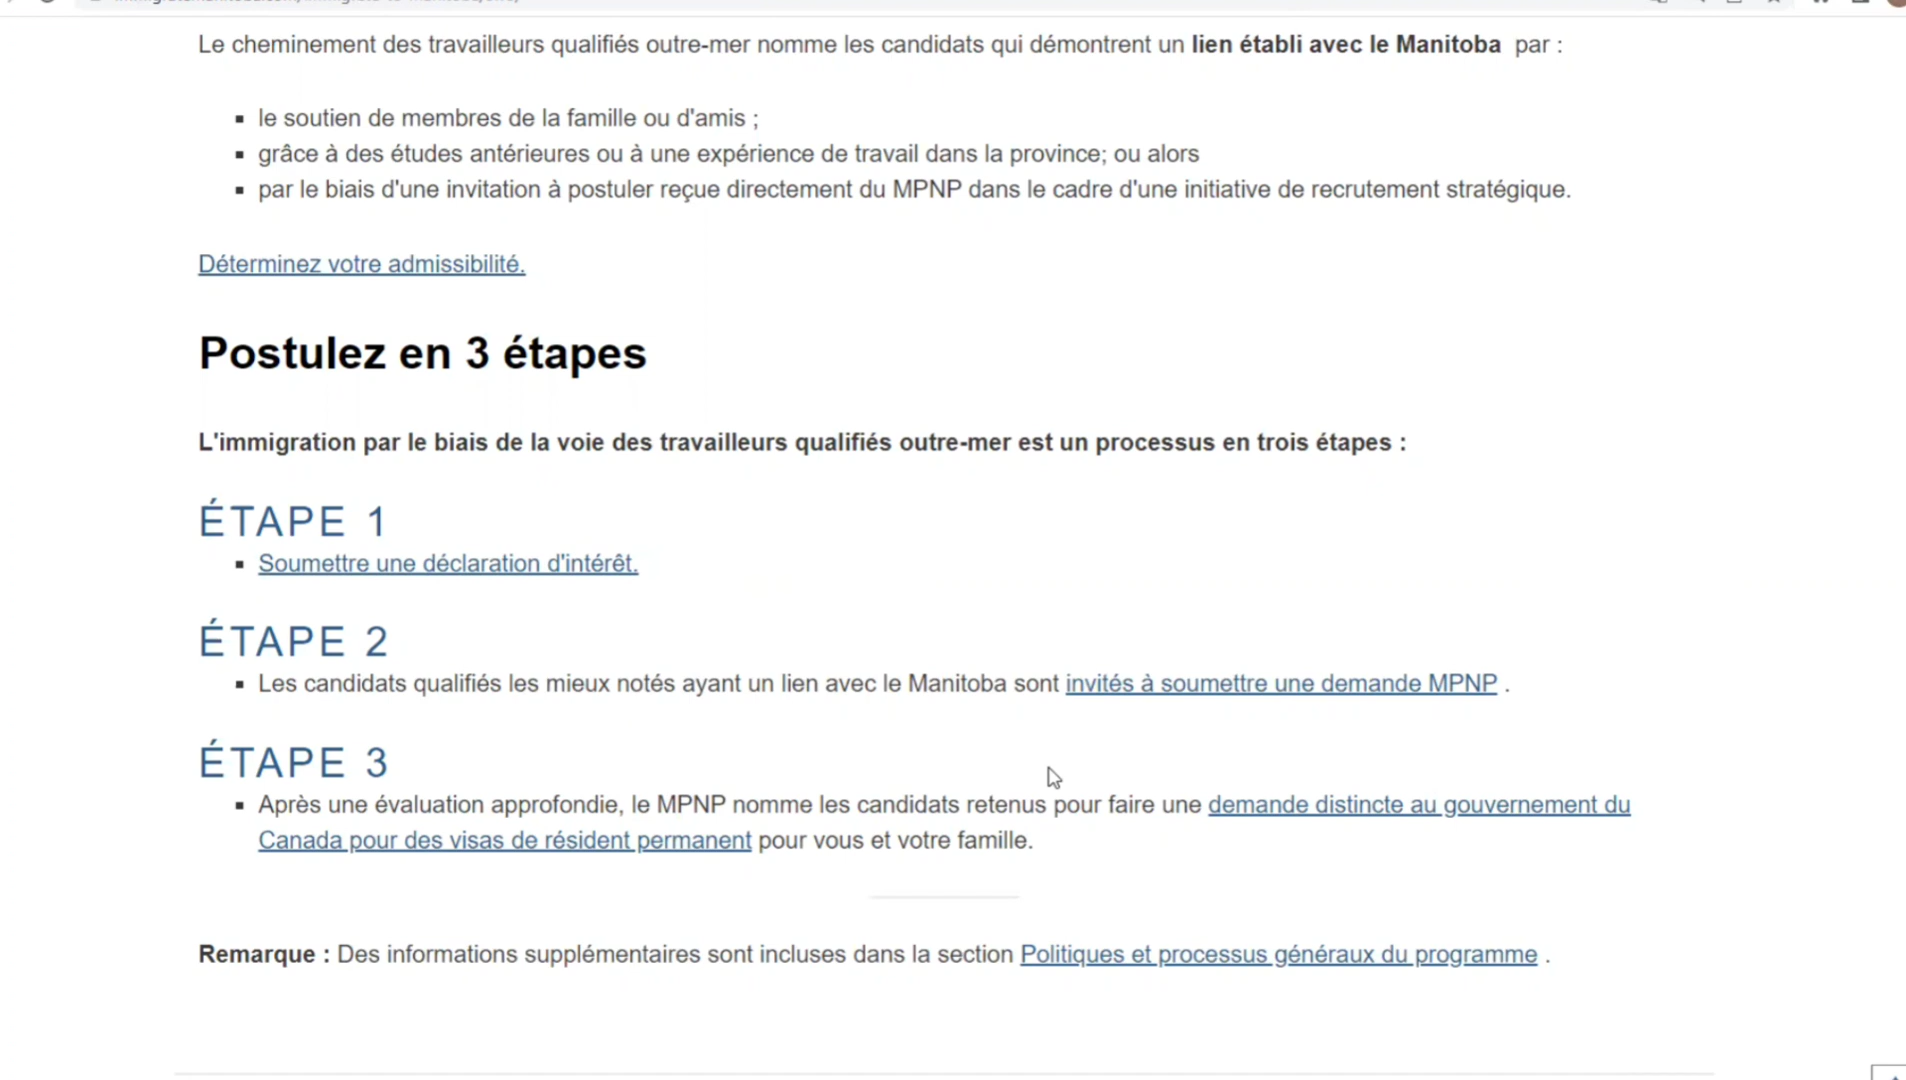 Le cheminement des travailleurs qualifiés outre-mer nomme les candidats qui démontrent un lien établi avec le Manitoba par :
le soutien de membres de la famille ou d'amis ;
grâce à des études antérieures ou à une expérience de travail dans la province; ou alors
par le biais d'une invitation à postuler reçue directement du MPNP dans le cadre d'une initiative de recrutement stratégique.
Déterminez votre admissibilité.
Postulez en 3 étapes
L'immigration par le biais de la voie des travailleurs qualifiés outre-mer est un processus en trois étapes :
ÉTAPE 1
Soumettre une déclaration d'intérêt.
ÉTAPE 2
Les candidats qualifiés les mieux notés ayant un lien avec le Manitoba sont invités à soumettre une demande MPNP .
ÉTAPE 3
Après une évaluation approfondie, le MPNP nomme les candidats retenus pour faire une demande distincte au gouvernement du
Canada pour des visas de résident permanent pour vous et votre famille.
Remarque : Des informations supplémentaires sont incluses dans la section Politiques et processus généraux du programme .